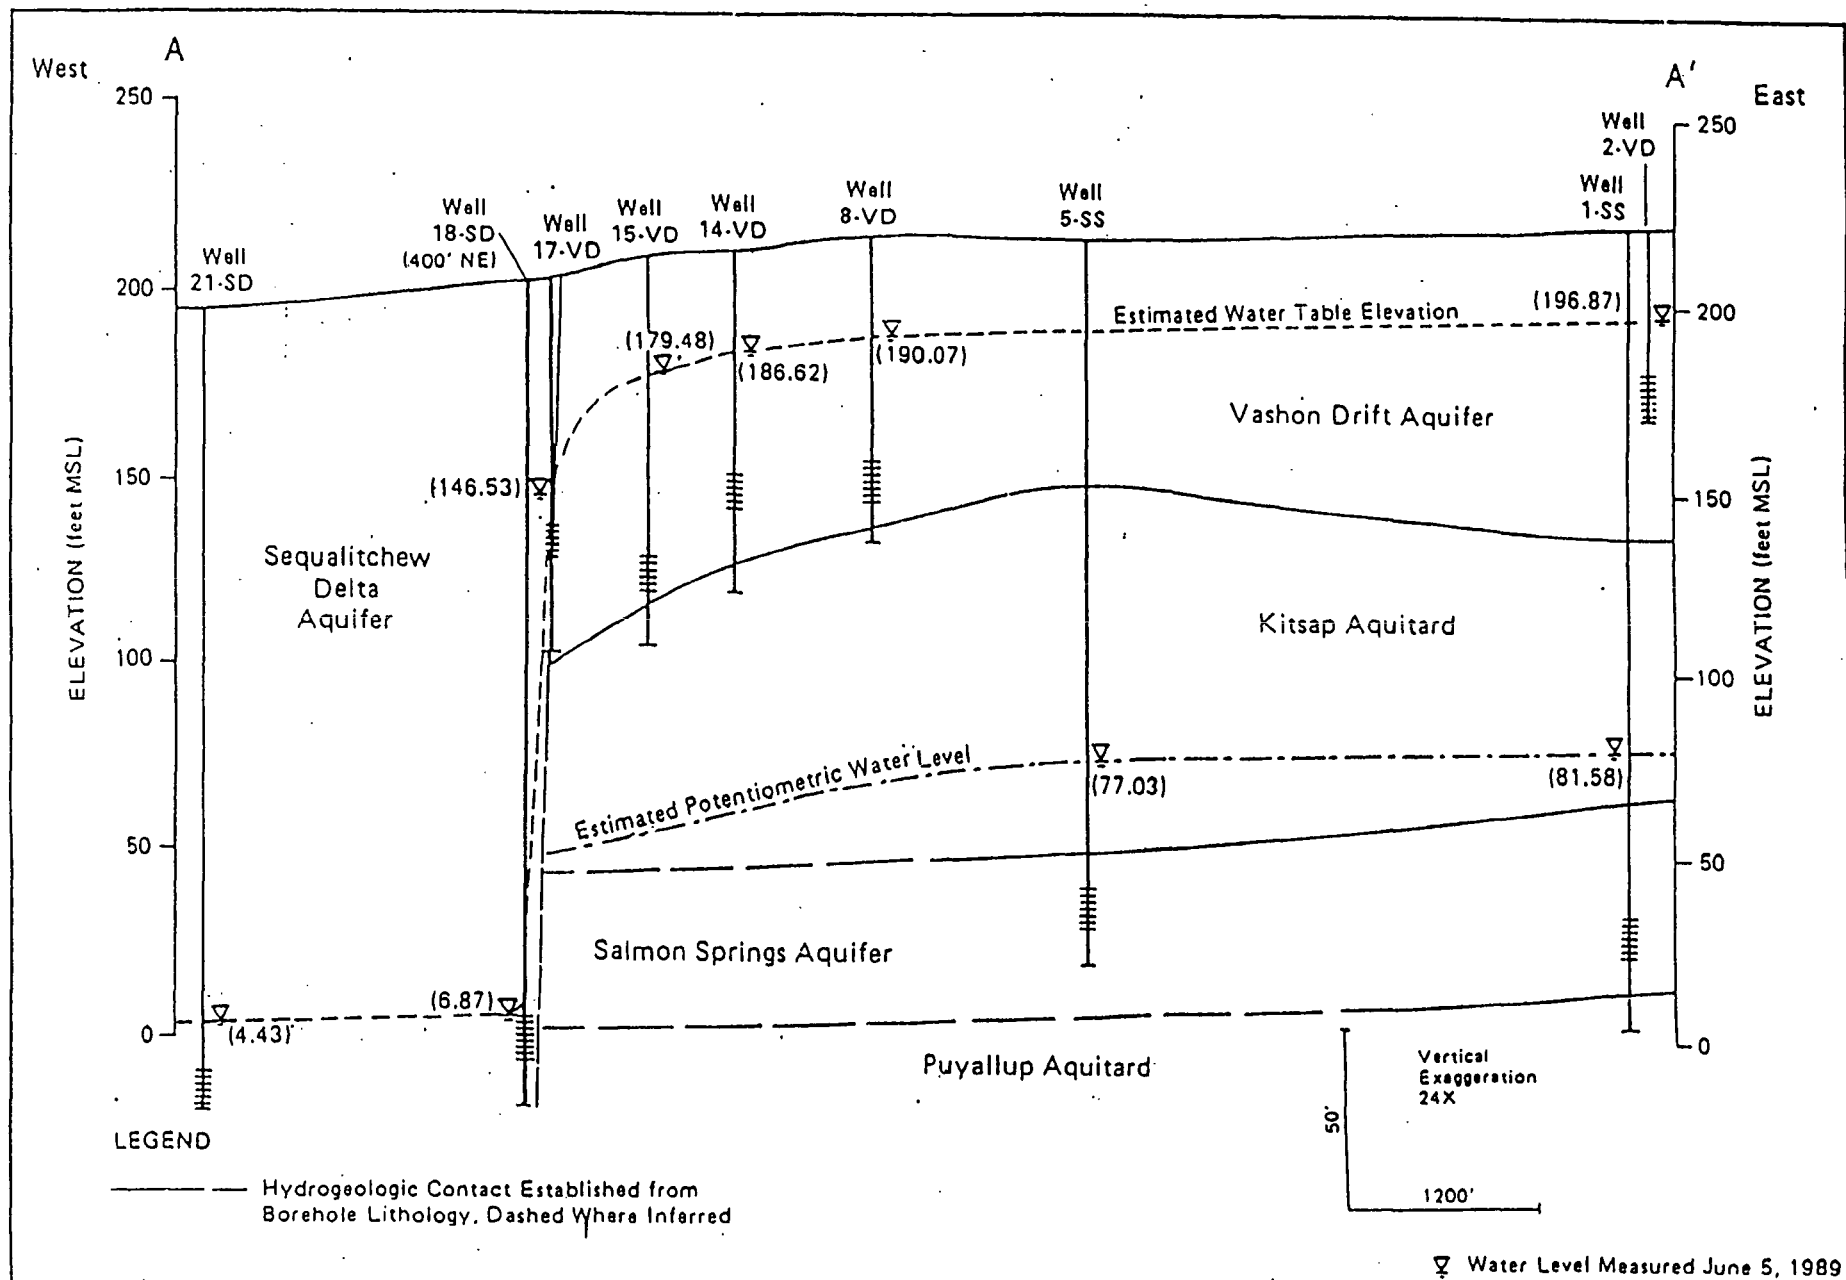 West
A
A'
East
250
200
150
100
50
0
ELEVATION (feet MSL)
Well
21-SD
Well
18-SD
(400' NE)
Well
17-VD
Well
15-VD
Well
14-VD
Well
8-VD
Well
5-SS
Well
1-SS
Well
2-VD
250
200
150
100
50
0
ELEVATION (feet MSL)
Estimated Water Table Elevation
(196.87)
(179.48)
(186.62)
(190.07)
Vashon Drift Aquifer
(146.53)
Sequalitchew
Delta
Aquifer
Kitsap Aquitard
Estimated Potentiometric Water Level
(77.03)
(81.58)
Salmon Springs Aquifer
(6.87)
(4.43)
Puyallup Aquitard
Vertical
Exaggeration
24X
50'
1200'
LEGEND
Hydrogeologic Contact Established from
Borehole Lithology, Dashed Where Inferred
Water Level Measured June 5, 1989